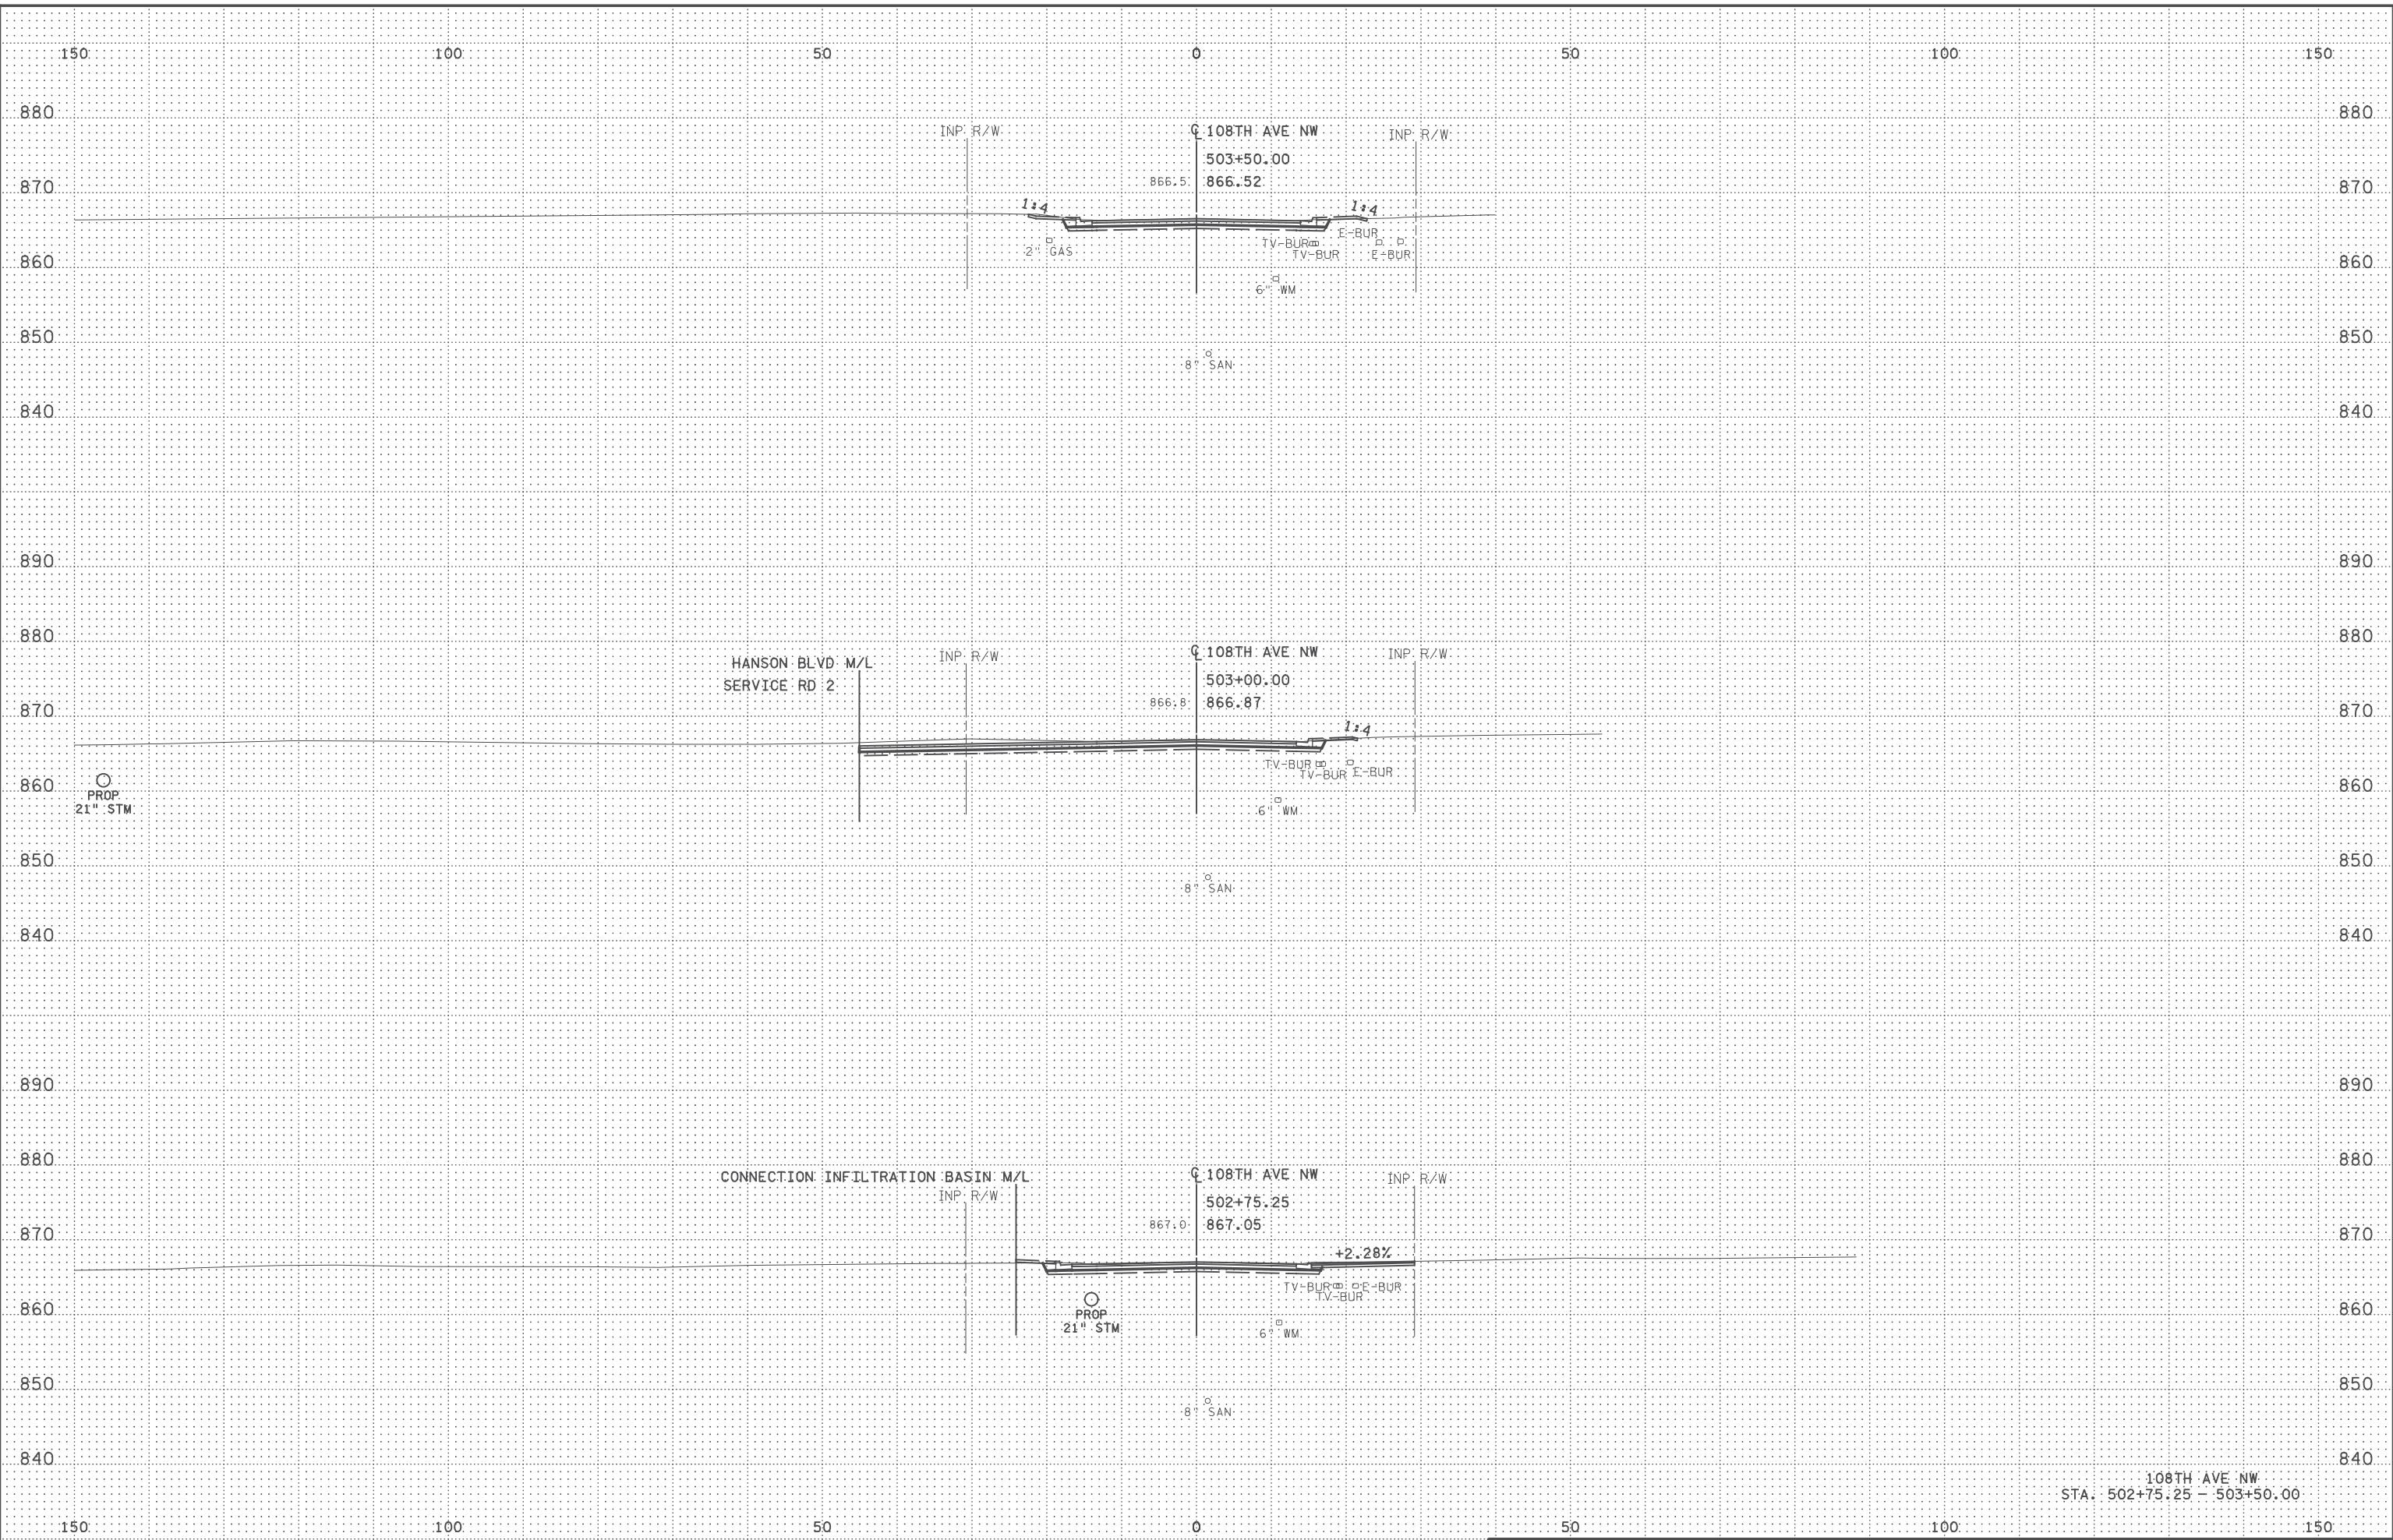 150 100 50 0 50 100 150
880 880
INP R/W ℄ 108TH AVE NW INP R/W
503+50.00
870 866.5 866.52 870
1:4 1:4
E-BUR
2" GAS TV-BUR TV-BUR E-BUR
860 860
6" WM
850 850
8" SAN
840 840
890 890
880 880
HANSON BLVD M/L INP R/W ℄ 108TH AVE NW INP R/W
SERVICE RD 2 503+00.00
870 866.8 866.87 870
1:4
TV-BUR TV-BUR E-BUR
860 860
PROP
21" STM 6" WM
850 850
8" SAN
840 840
890 890
880 880
CONNECTION INFILTRATION BASIN M/L ℄ 108TH AVE NW INP R/W
INP R/W 502+75.25
870 867.0 867.05 870
+2.28%
TV-BUR E-BUR
TV-BUR
860 860
PROP
21" STM 6" WM
850 850
8" SAN
840 840
108TH AVE NW
STA. 502+75.25 - 503+50.00
150 100 50 0 50 100 150